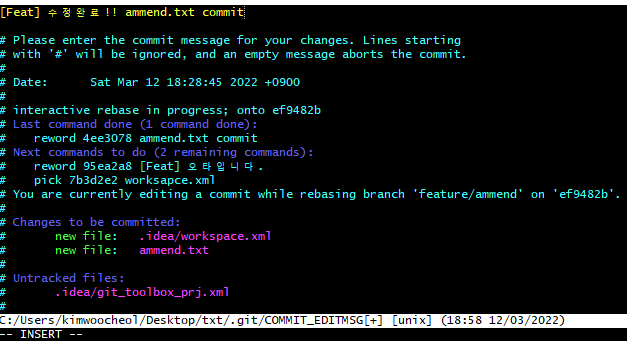 [Feat] 수정완료!! ammend.txt commit
# Please enter the commit message for your changes. Lines starting
# with '#' will be ignored, and an empty message aborts the commit.
#
# Date:      Sat Mar 12 18:28:45 2022 +0900
#
# interactive rebase in progress; onto ef9482b
# Last command done (1 command done):
#    reword 4ee3078 ammend.txt commit
# Next commands to do (2 remaining commands):
#    reword 95ea2a8 [Feat] 오타입니다.
#    pick 7b3d2e2 worksapce.xml
# You are currently editing a commit while rebasing branch 'feature/ammend' on 'ef9482b'.
#
# Changes to be committed:
#       new file:   .idea/workspace.xml
#       new file:   ammend.txt
#
# Untracked files:
#       .idea/git_toolbox_prj.xml
#
C:/Users/kimwoocheol/Desktop/txt/.git/COMMIT_EDITMSG[+] [unix] (18:58 12/03/2022)
-- INSERT --